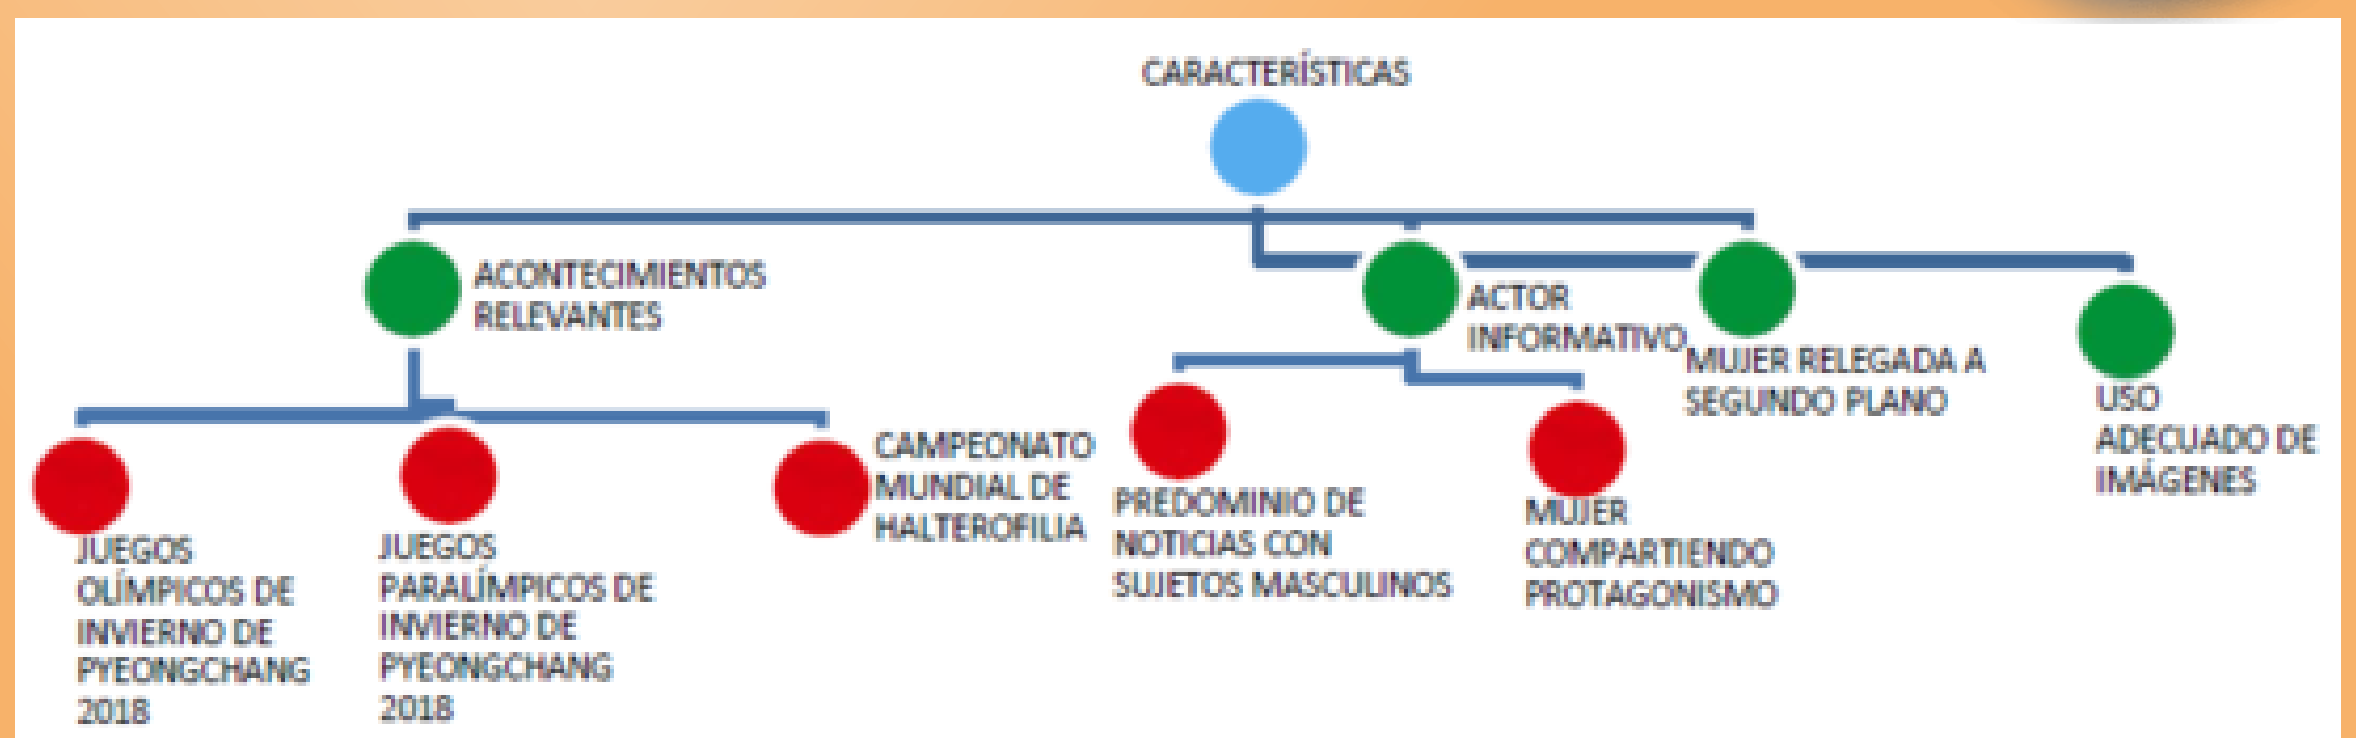 CARACTERÍSTICAS
ACONTECIMIENTOS
RELEVANTES
ACTOR
INFORMATIVO
MUJER RELEGADA A
SEGUNDO PLANO
USO
ADECUADO DE
IMÁGENES
JUEGOS
OLÍMPICOS DE
INVIERNO DE
PYEONGCHANG
2018
JUEGOS
PARALÍMPICOS DE
INVIERNO DE
PYEONGCHANG
2018
CAMPEONATO
MUNDIAL DE
HALTEROFILIA
PREDOMINIO DE
NOTICIAS CON
SUJETOS MASCULINOS
MUJER
COMPARTIENDO
PROTAGONISMO